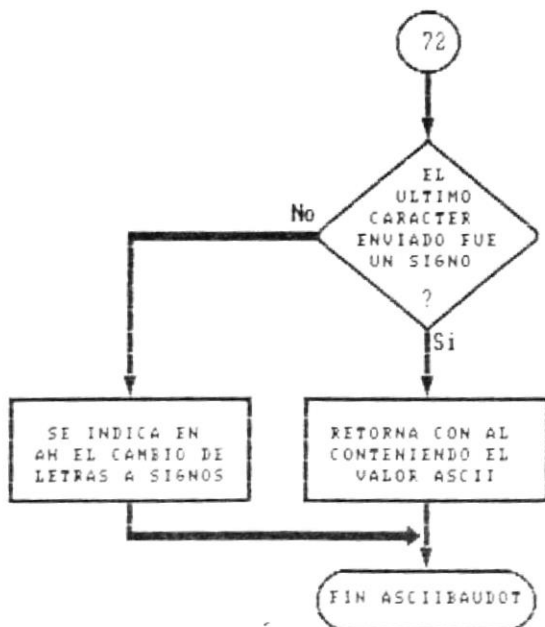 72
EL
ULTIMO
CARACTER
ENVIADO FUE
UN SIGNO
?
No
Si
SE INDICA EN
AH EL CAMBIO DE
LETRAS A SIGNOS
RETORNA CON AL
CONTENIENDO EL
VALOR ASCII
FIN ASCIIBAUDOT